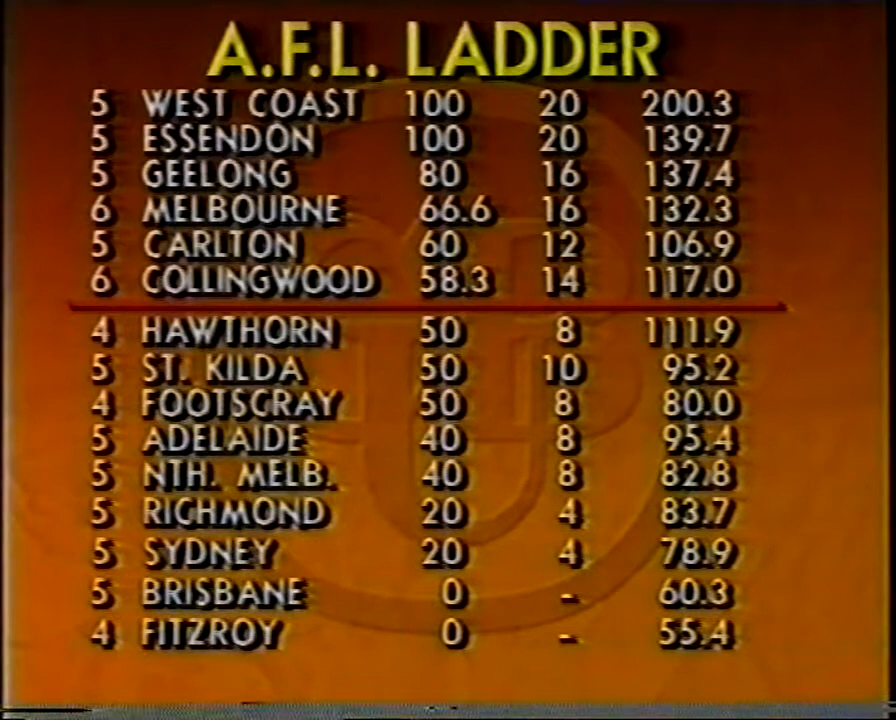 A.F.L. LADDER
5 WEST COAST 100 20 200.3
5 ESSENDON 100 20 139.7
5 GEELONG 80 16 137.4
6 MELBOURNE 66.6 16 132.3
5 CARLTON 60 12 106.9
6 COLLINGWOOD 58.3 14 117.0
4 HAWTHORN 50 8 111.9
5 ST. KILDA 50 10 95.2
4 FOOTSCRAY 50 8 80.0
5 ADELAIDE 40 8 95.4
5 NTH. MELB. 40 8 82.8
5 RICHMOND 20 4 83.7
5 SYDNEY 20 4 78.9
5 BRISBANE 0 - 60.3
4 FITZROY 0 - 55.4